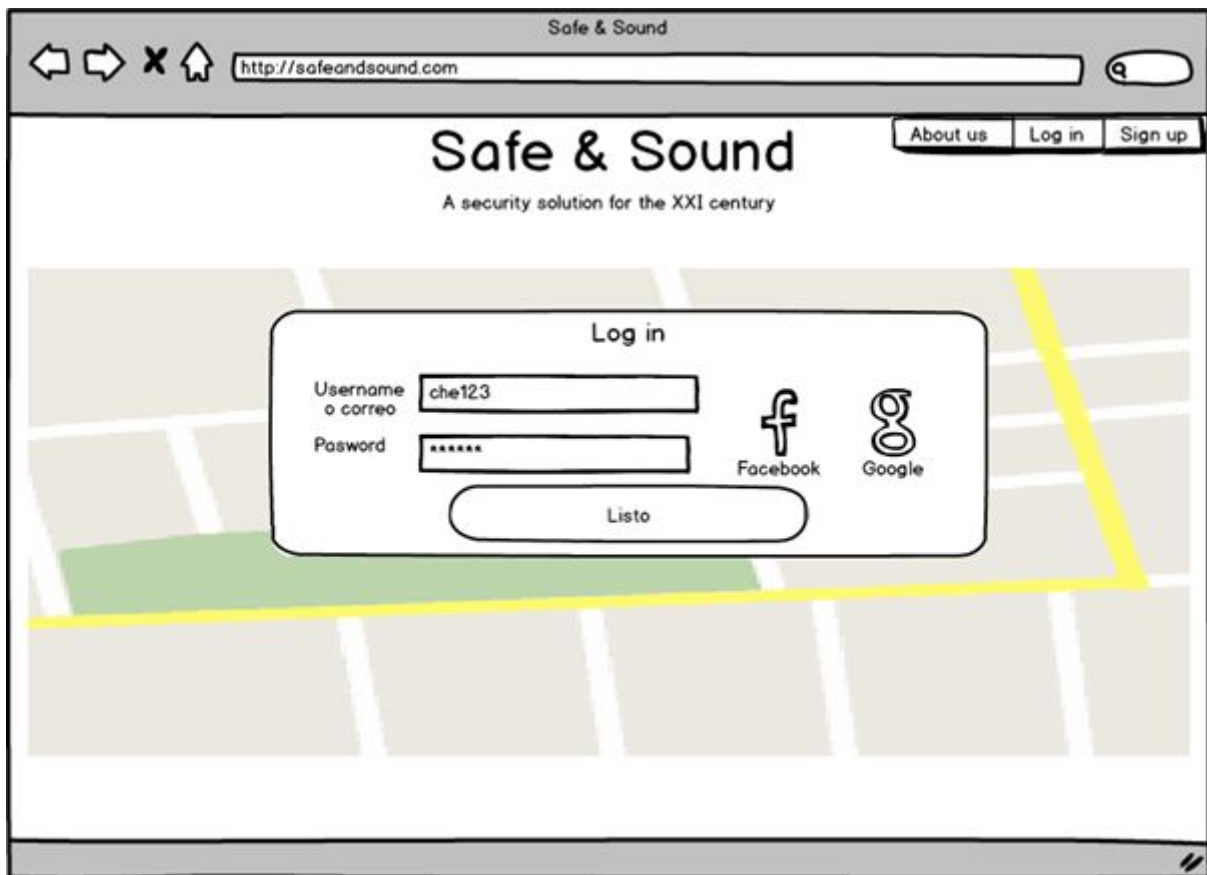 Safe & Sound
http://safeandsound.com
About us Log in Sign up
Safe & Sound
A security solution for the XXI century
Log in
Username
o correo
che123
Pasword
******
Facebook Google
Listo